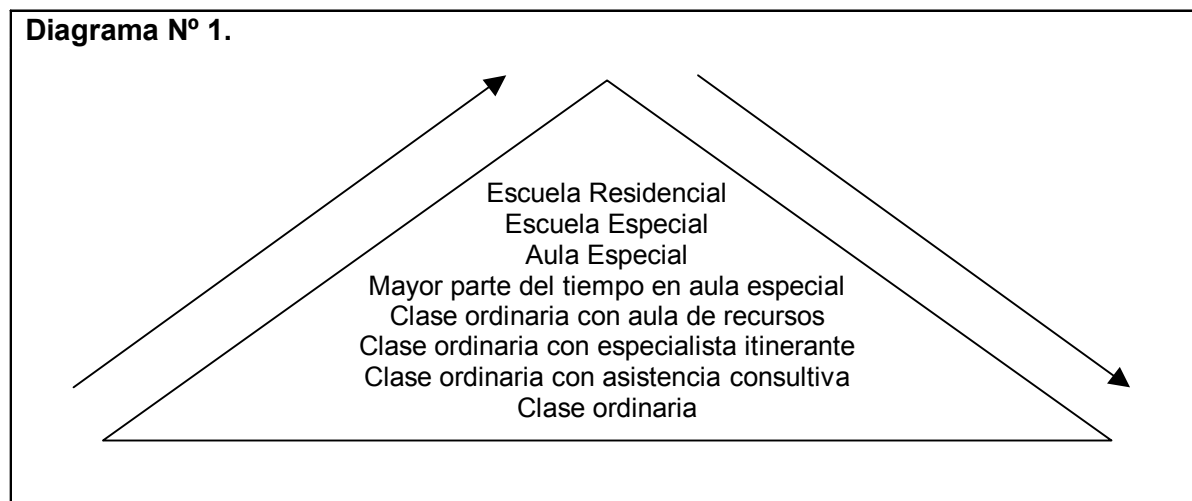 Diagrama Nº 1.
Escuela Residencial
Escuela Especial
Aula Especial
Mayor parte del tiempo en aula especial
Clase ordinaria con aula de recursos
Clase ordinaria con especialista itinerante
Clase ordinaria con asistencia consultiva
Clase ordinaria